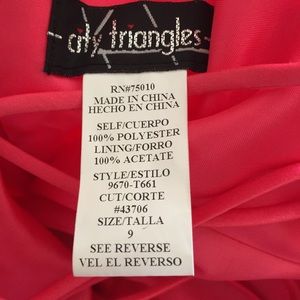 city triangles
RN#75010
MADE IN CHINA
HECHO EN CHINA
SELF/CUERPO
100% POLYESTER
LINING/FORRO
100% ACETATE
STYLE/ESTILO
9670-T661
CUT/CORTE
#43706
SIZE/TALLA
9
SEE REVERSE
VEL EL REVERSO